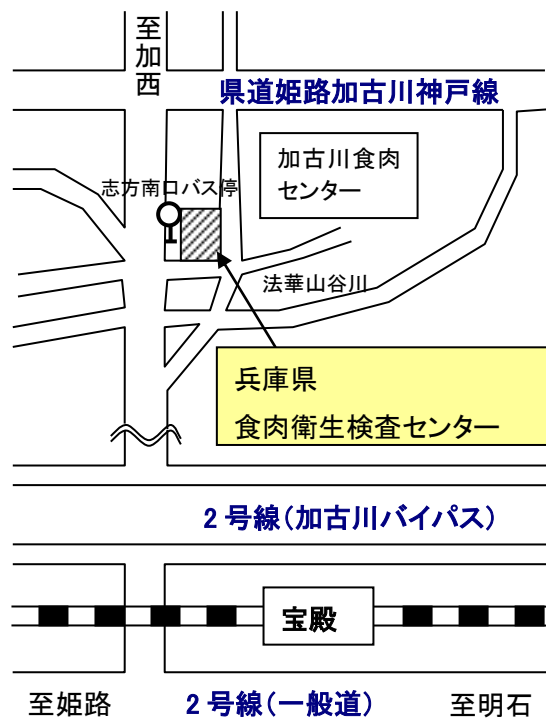 至加西
県道姫路加古川神戸線
加古川食肉
センター
志方南口バス停
法華山谷川
兵庫県
食肉衛生検査センター
2号線(加古川バイパス)
宝殿
至姫路
2号線(一般道)
至明石